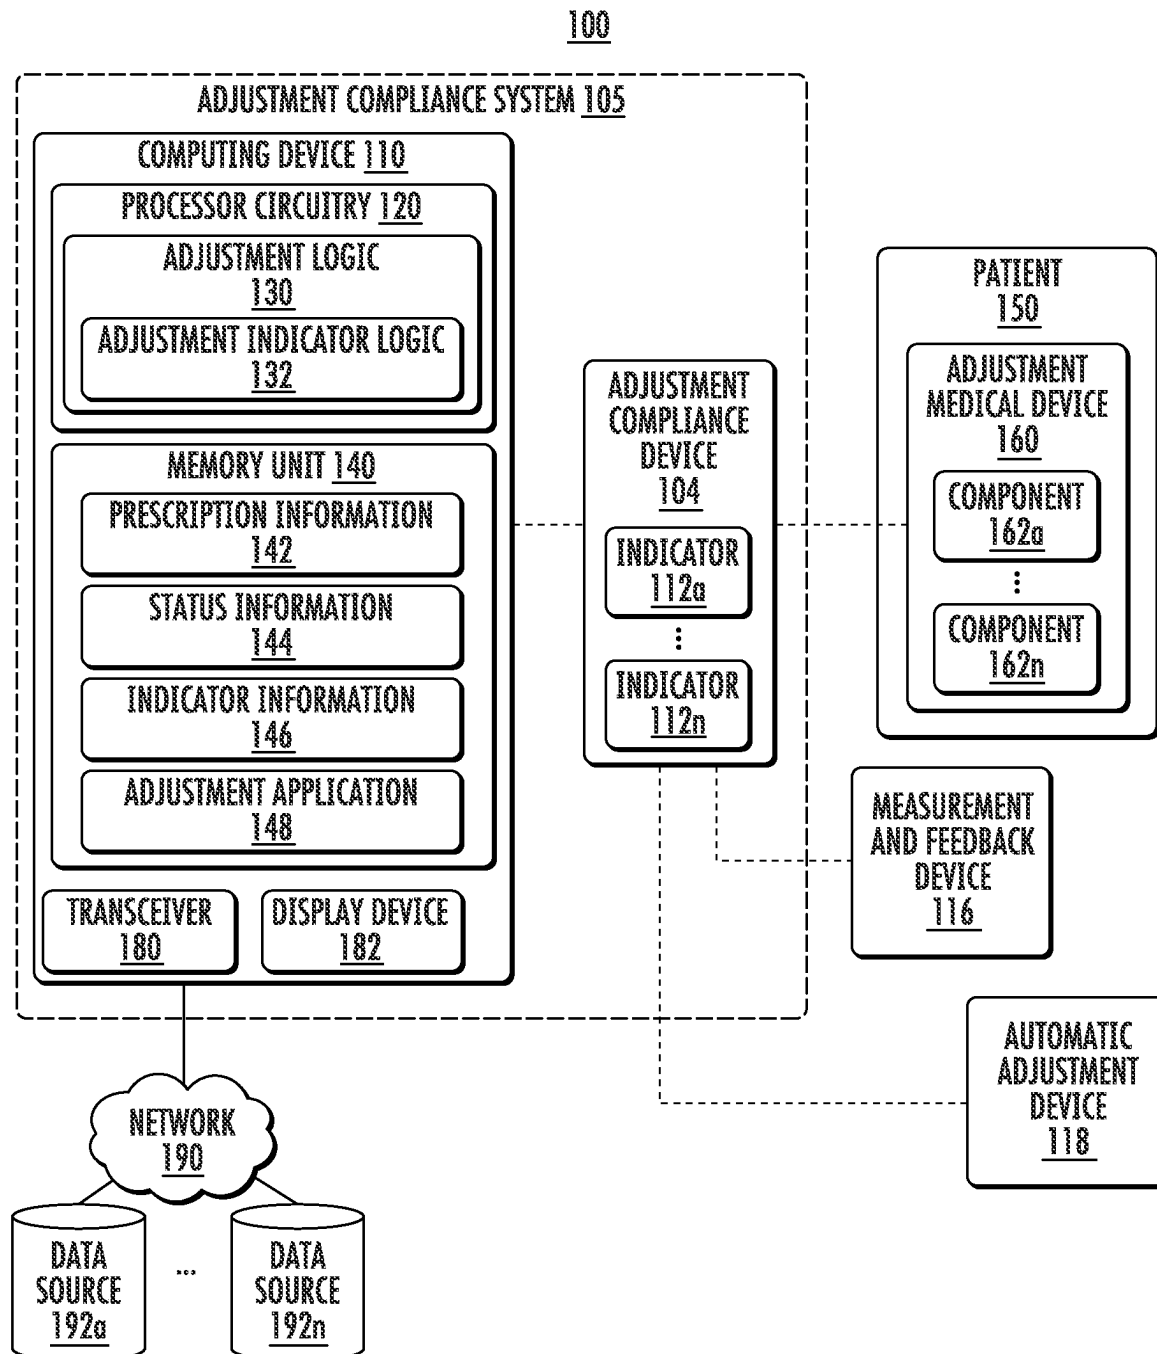 100
ADJUSTMENT COMPLIANCE SYSTEM 105
COMPUTING DEVICE 110
PROCESSOR CIRCUITRY 120
ADJUSTMENT LOGIC
130
ADJUSTMENT INDICATOR LOGIC
132
MEMORY UNIT 140
PRESCRIPTION INFORMATION
142
STATUS INFORMATION
144
INDICATOR INFORMATION
146
ADJUSTMENT APPLICATION
148
TRANSCEIVER
180
DISPLAY DEVICE
182
ADJUSTMENT
COMPLIANCE
DEVICE
104
INDICATOR
112a
...
INDICATOR
112n
PATIENT
150
ADJUSTMENT
MEDICAL DEVICE
160
COMPONENT
162a
...
COMPONENT
162n
MEASUREMENT
AND FEEDBACK
DEVICE
116
AUTOMATIC
ADJUSTMENT
DEVICE
118
NETWORK
190
DATA
SOURCE
192a
...
DATA
SOURCE
192n